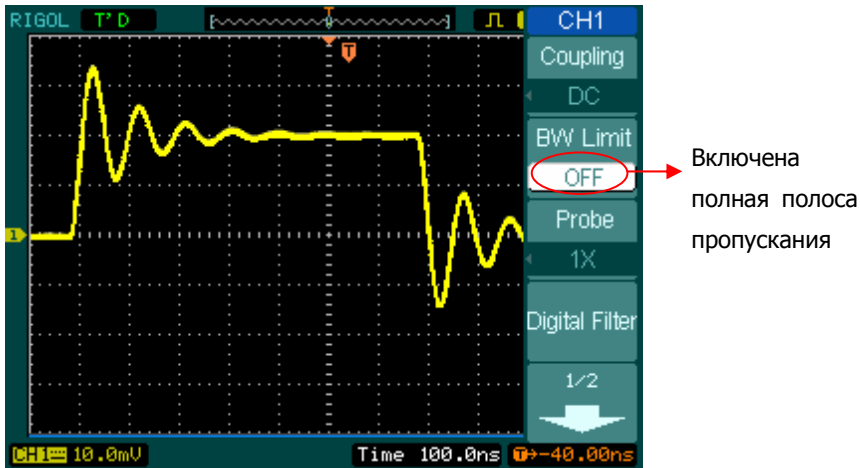 RIGOL T'D CH1
Coupling
DC
BW Limit
OFF
Probe
1X
Digital Filter
1/2
T
T
1
CH1 10.0mV Time 100.0ns T→-40.00ns
Включена
полная полоса
пропускания